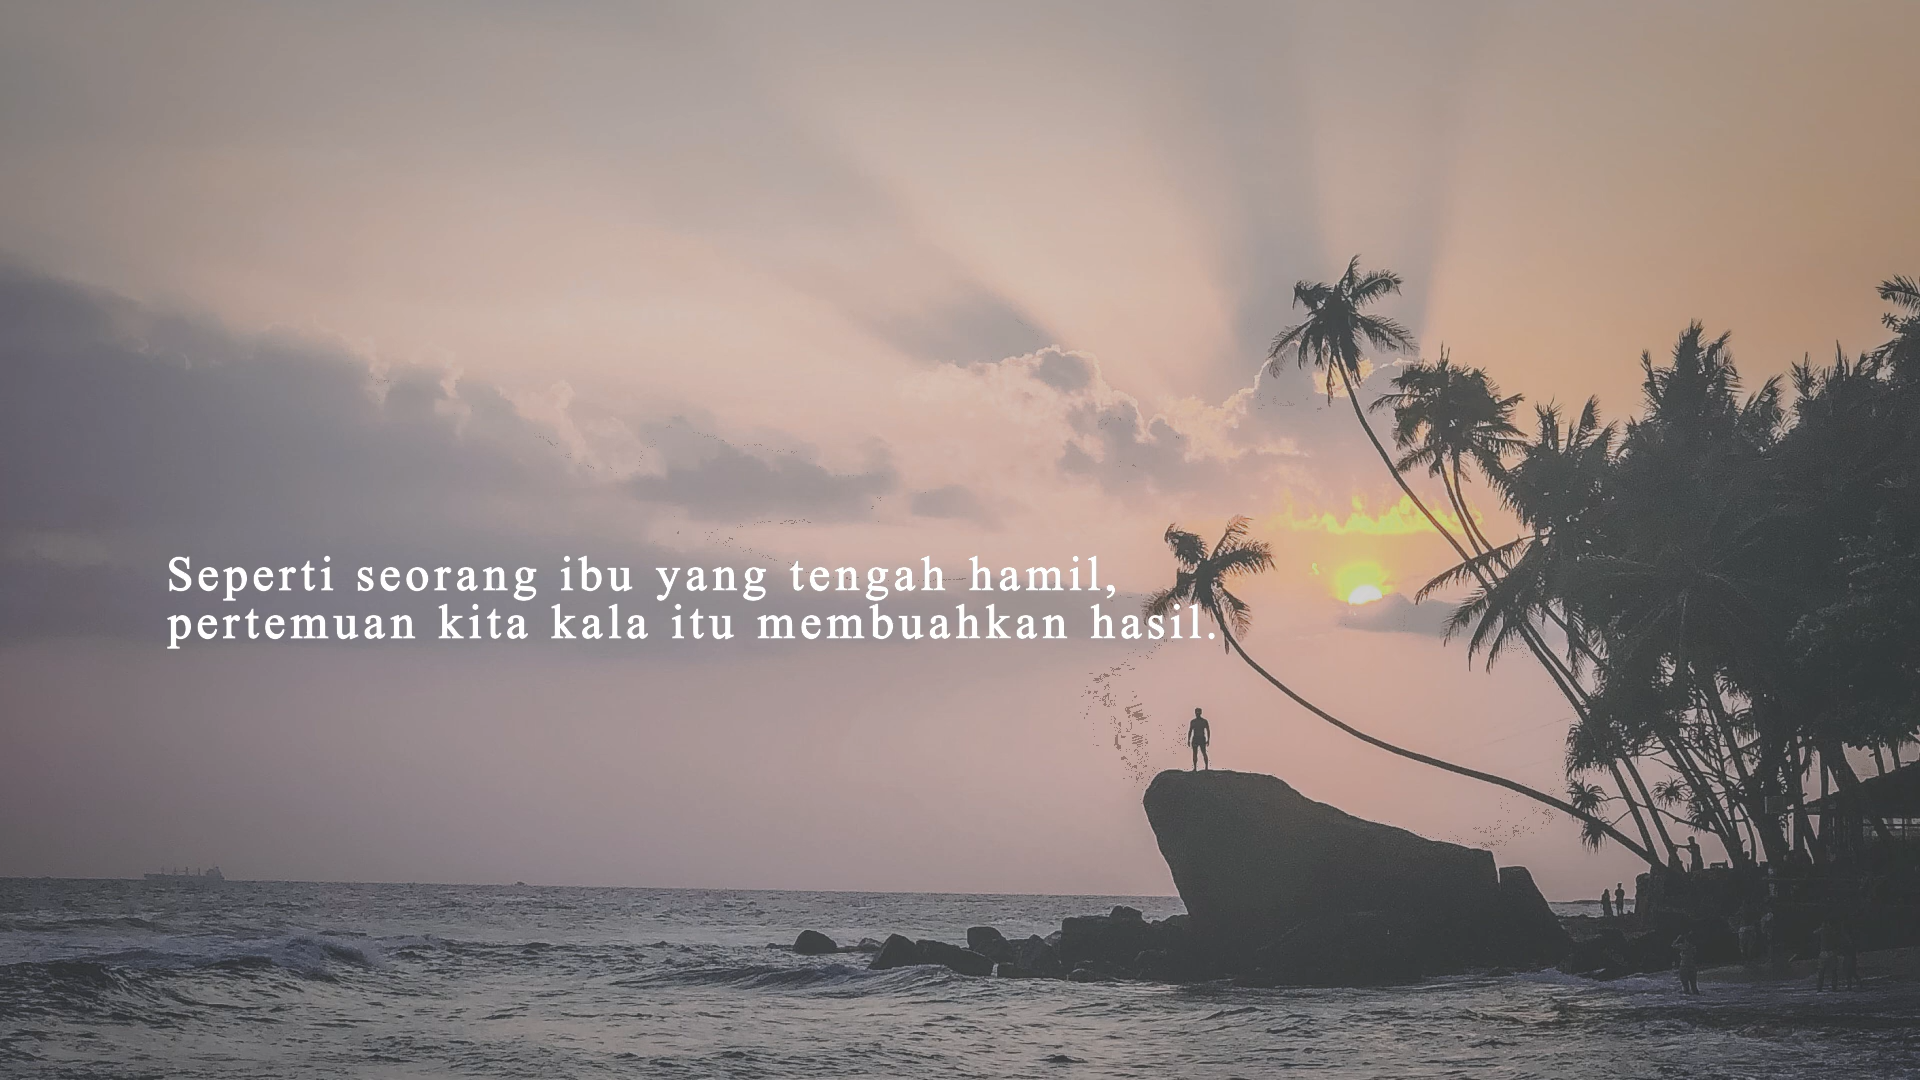 Seperti seorang ibu yang tengah hamil,
pertemuan kita kala itu membuahkan hasil.